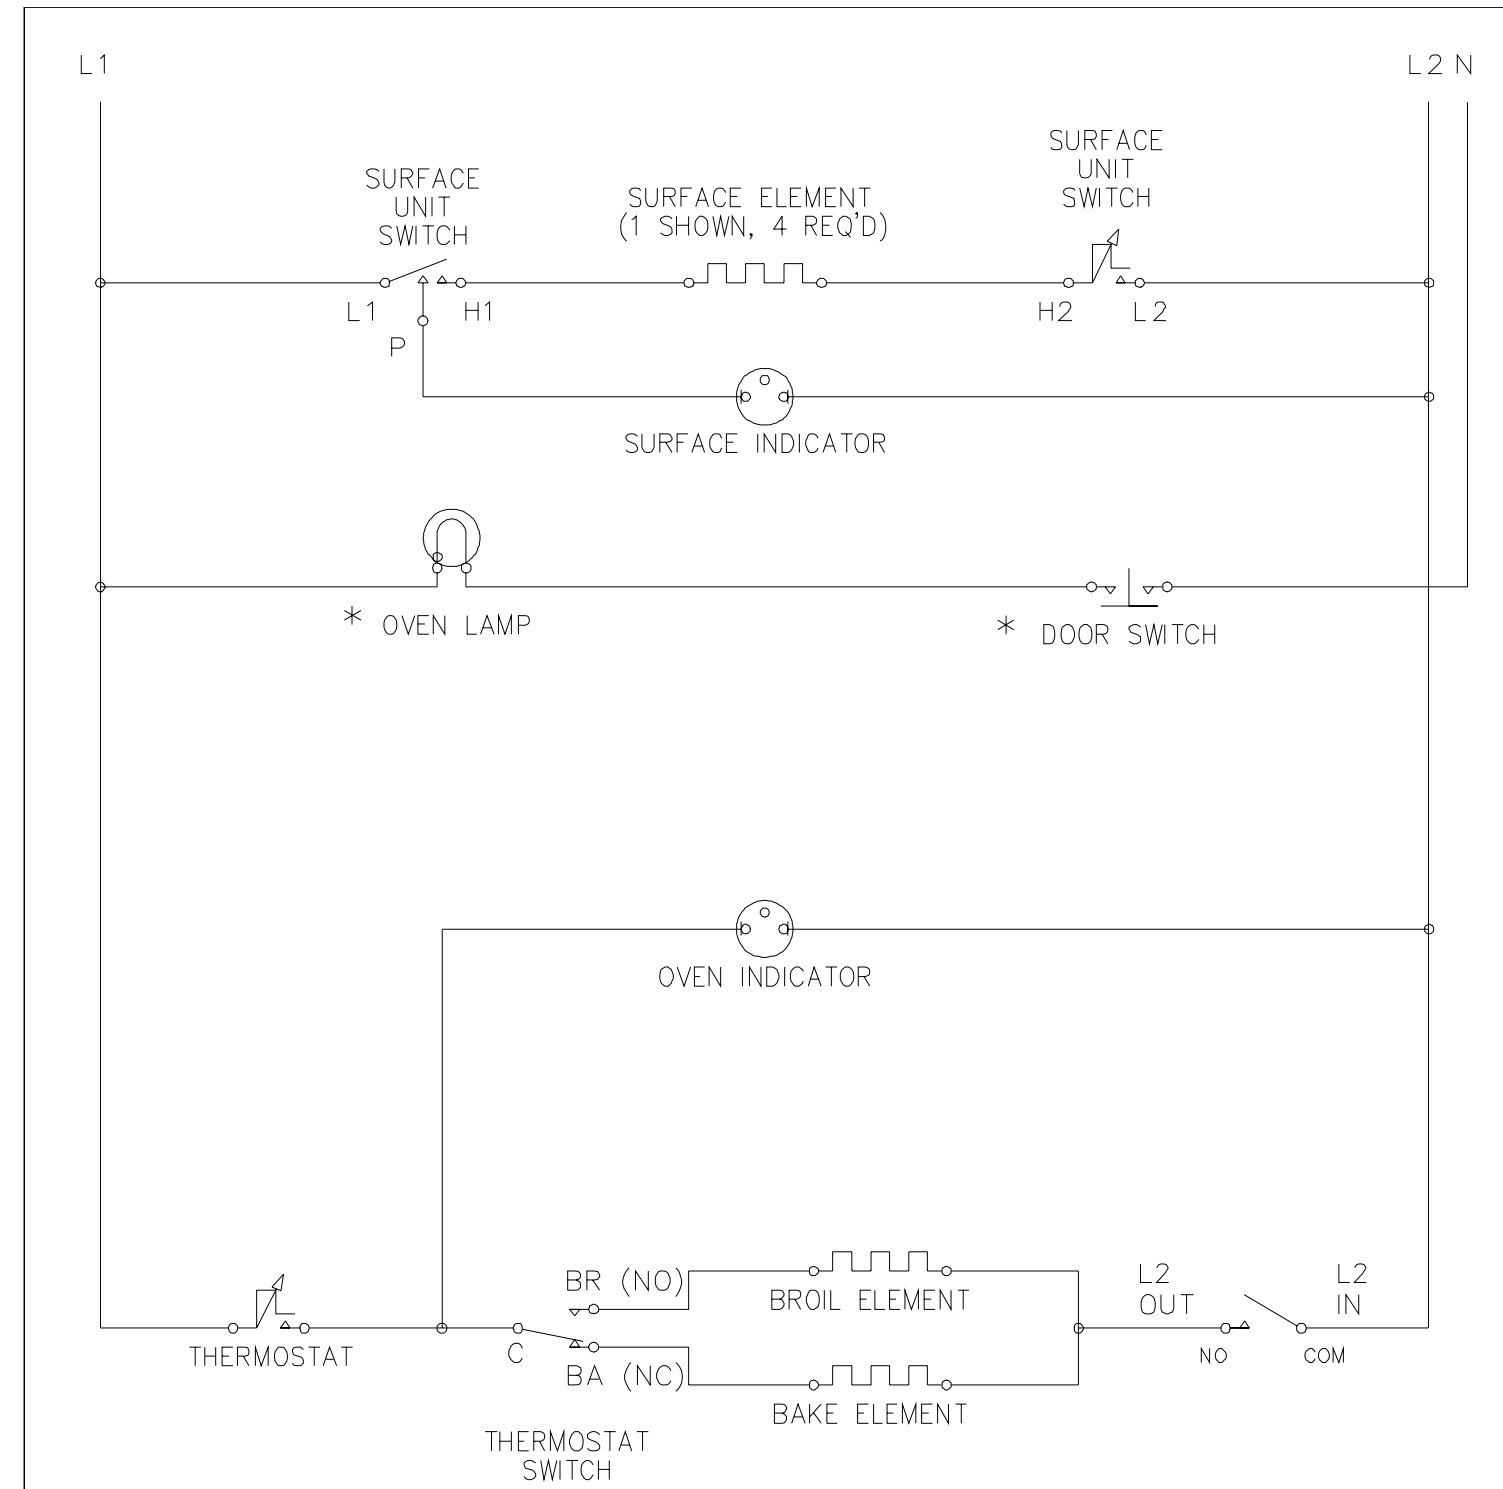 L1
L2 N
SURFACE
UNIT
SWITCH
SURFACE
UNIT
SWITCH
SURFACE ELEMENT
(1 SHOWN, 4 REQ'D)
L1
H1
H2
L2
P
SURFACE INDICATOR
* OVEN LAMP
* DOOR SWITCH
OVEN INDICATOR
BR (NO)
BROIL ELEMENT
L2
OUT
L2
IN
THERMOSTAT
C
BA (NC)
NO
COM
BAKE ELEMENT
THERMOSTAT
SWITCH